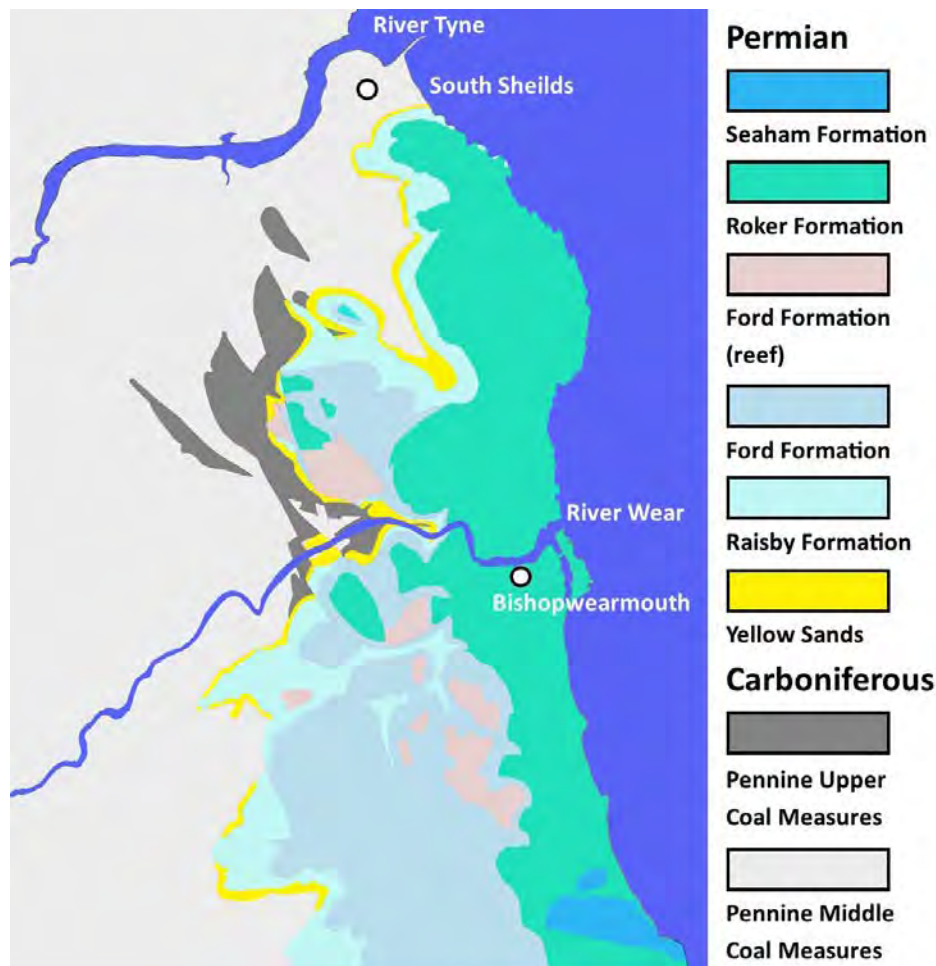 River Tyne
South Sheilds
River Wear
Bishopwearmouth
Permian
Seaham Formation
Roker Formation
Ford Formation
(reef)
Ford Formation
Raisby Formation
Yellow Sands
Carboniferous
Pennine Upper
Coal Measures
Pennine Middle
Coal Measures